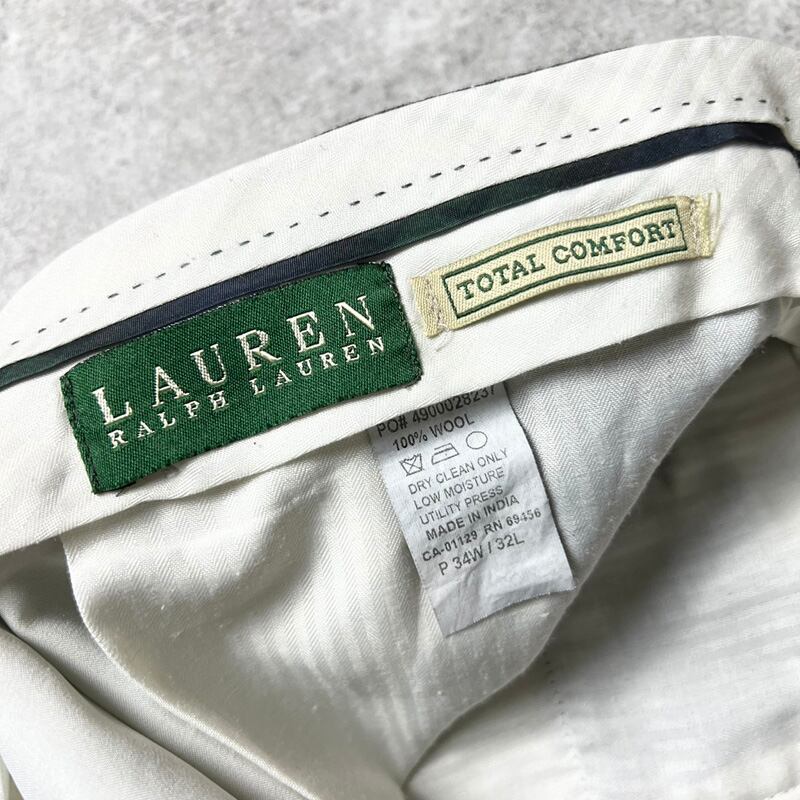 LAUREN
RALPH LAUREN
TOTAL COMFORT
PO# 4900028237
100% WOOL
DRY CLEAN ONLY
LOW MOISTURE
UTILITY PRESS
MADE IN INDIA
CA-01129 RN 69456
P 34W / 32L